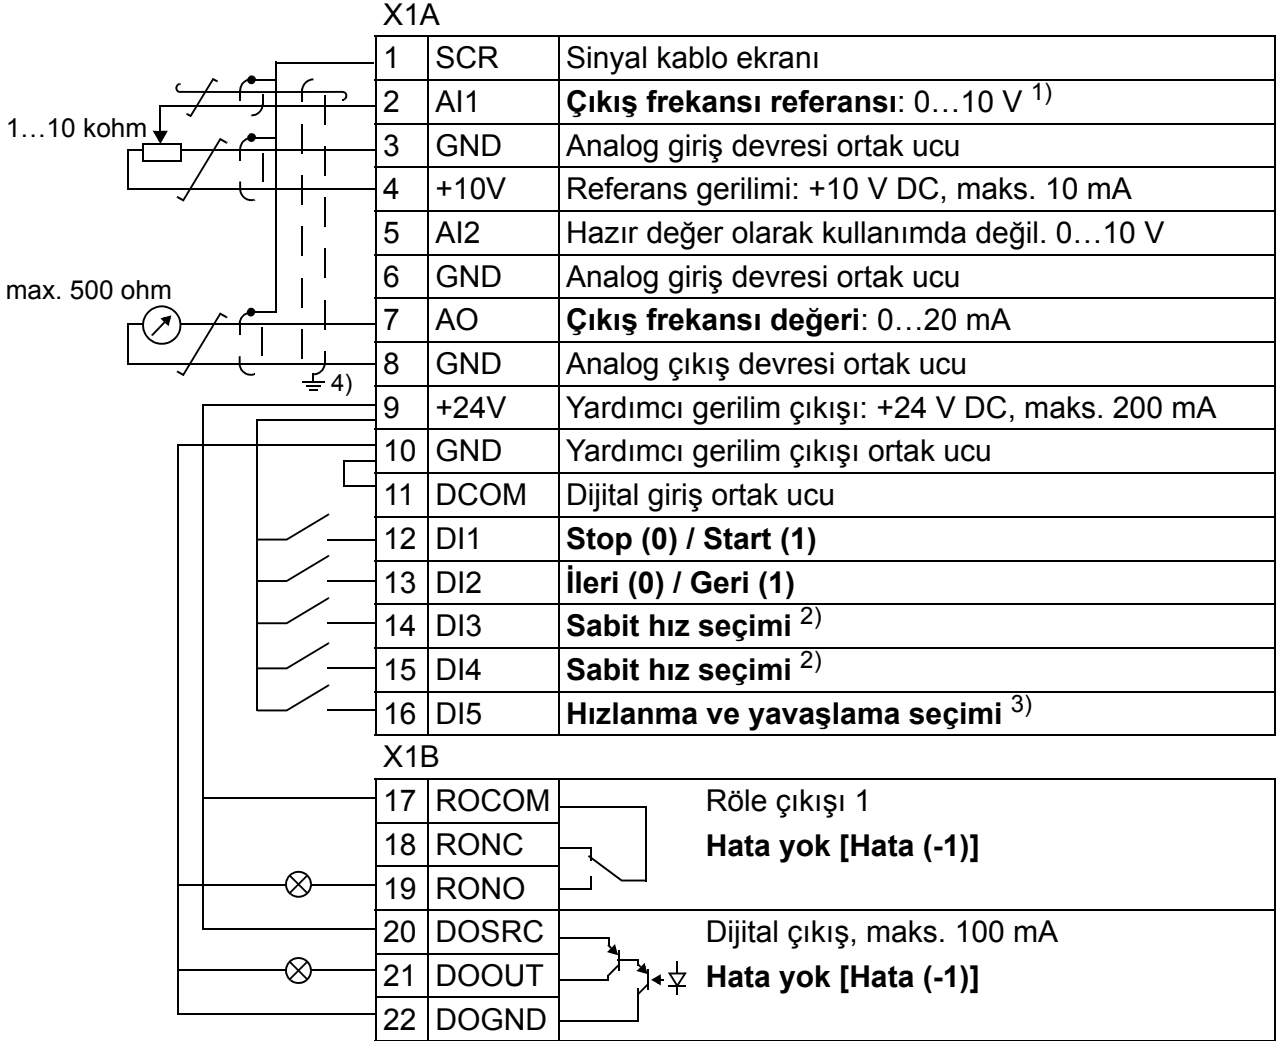 X1A
1 SCR Sinyal kablo ekranı
2 AI1 Çıkış frekansı referansı: 0…10 V 1)
1…10 kohm
3 GND Analog giriş devresi ortak ucu
4 +10V Referans gerilimi: +10 V DC, maks. 10 mA
5 AI2 Hazır değer olarak kullanımda değil. 0…10 V
6 GND Analog giriş devresi ortak ucu
max. 500 ohm
7 AO Çıkış frekansı değeri: 0…20 mA
8 GND Analog çıkış devresi ortak ucu
4)
9 +24V Yardımcı gerilim çıkışı: +24 V DC, maks. 200 mA
10 GND Yardımcı gerilim çıkışı ortak ucu
11 DCOM Dijital giriş ortak ucu
12 DI1 Stop (0) / Start (1)
13 DI2 İleri (0) / Geri (1)
14 DI3 Sabit hız seçimi 2)
15 DI4 Sabit hız seçimi 2)
16 DI5 Hızlanma ve yavaşlama seçimi 3)
X1B
17 ROCOM Röle çıkışı 1
18 RONC Hata yok [Hata (-1)]
19 RONO
20 DOSRC Dijital çıkış, maks. 100 mA
21 DOOUT Hata yok [Hata (-1)]
22 DOGND